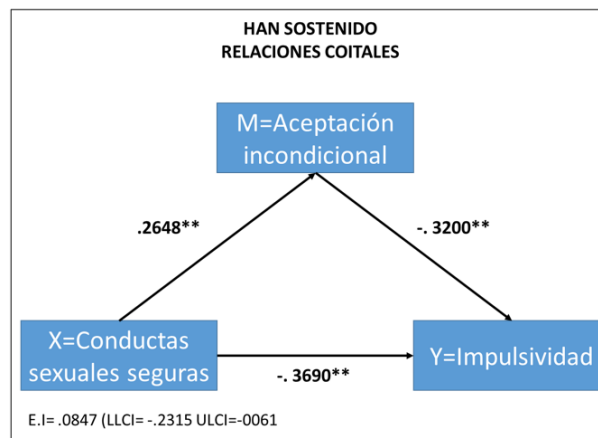 HAN SOSTENIDO
RELACIONES COITALES
M=Aceptación
incondicional
.2648**
-. 3200**
X=Conductas
sexuales seguras
-. 3690**
Y=Impulsividad
E.I= .0847 (LLCI= -.2315 ULCI=-0061